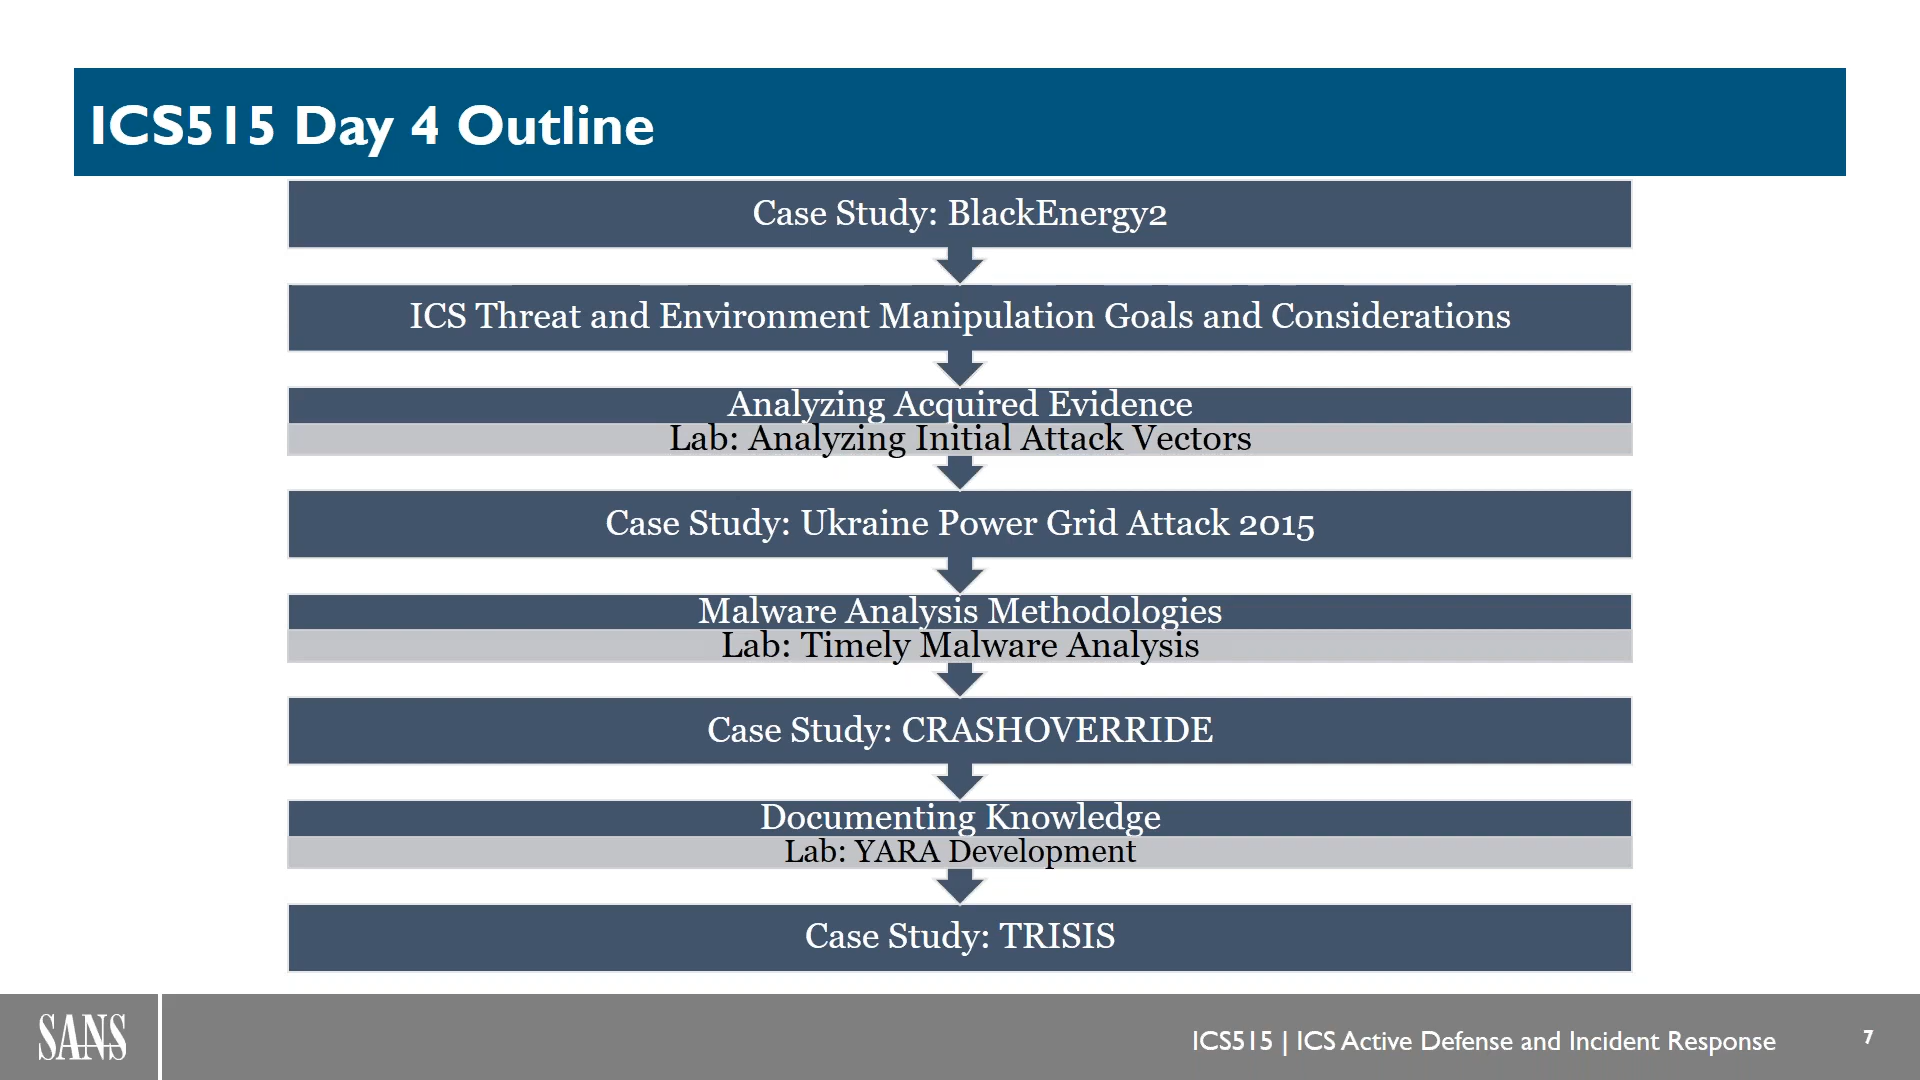 ICS515 Day 4 Outline
Case Study: BlackEnergy2
ICS Threat and Environment Manipulation Goals and Considerations
Analyzing Acquired Evidence
Lab: Analyzing Initial Attack Vectors
Case Study: Ukraine Power Grid Attack 2015
Malware Analysis Methodologies
Lab: Timely Malware Analysis
Case Study: CRASHOVERRIDE
Documenting Knowledge
Lab: YARA Development
Case Study: TRISIS
SANS
ICS515 | ICS Active Defense and Incident Response
7